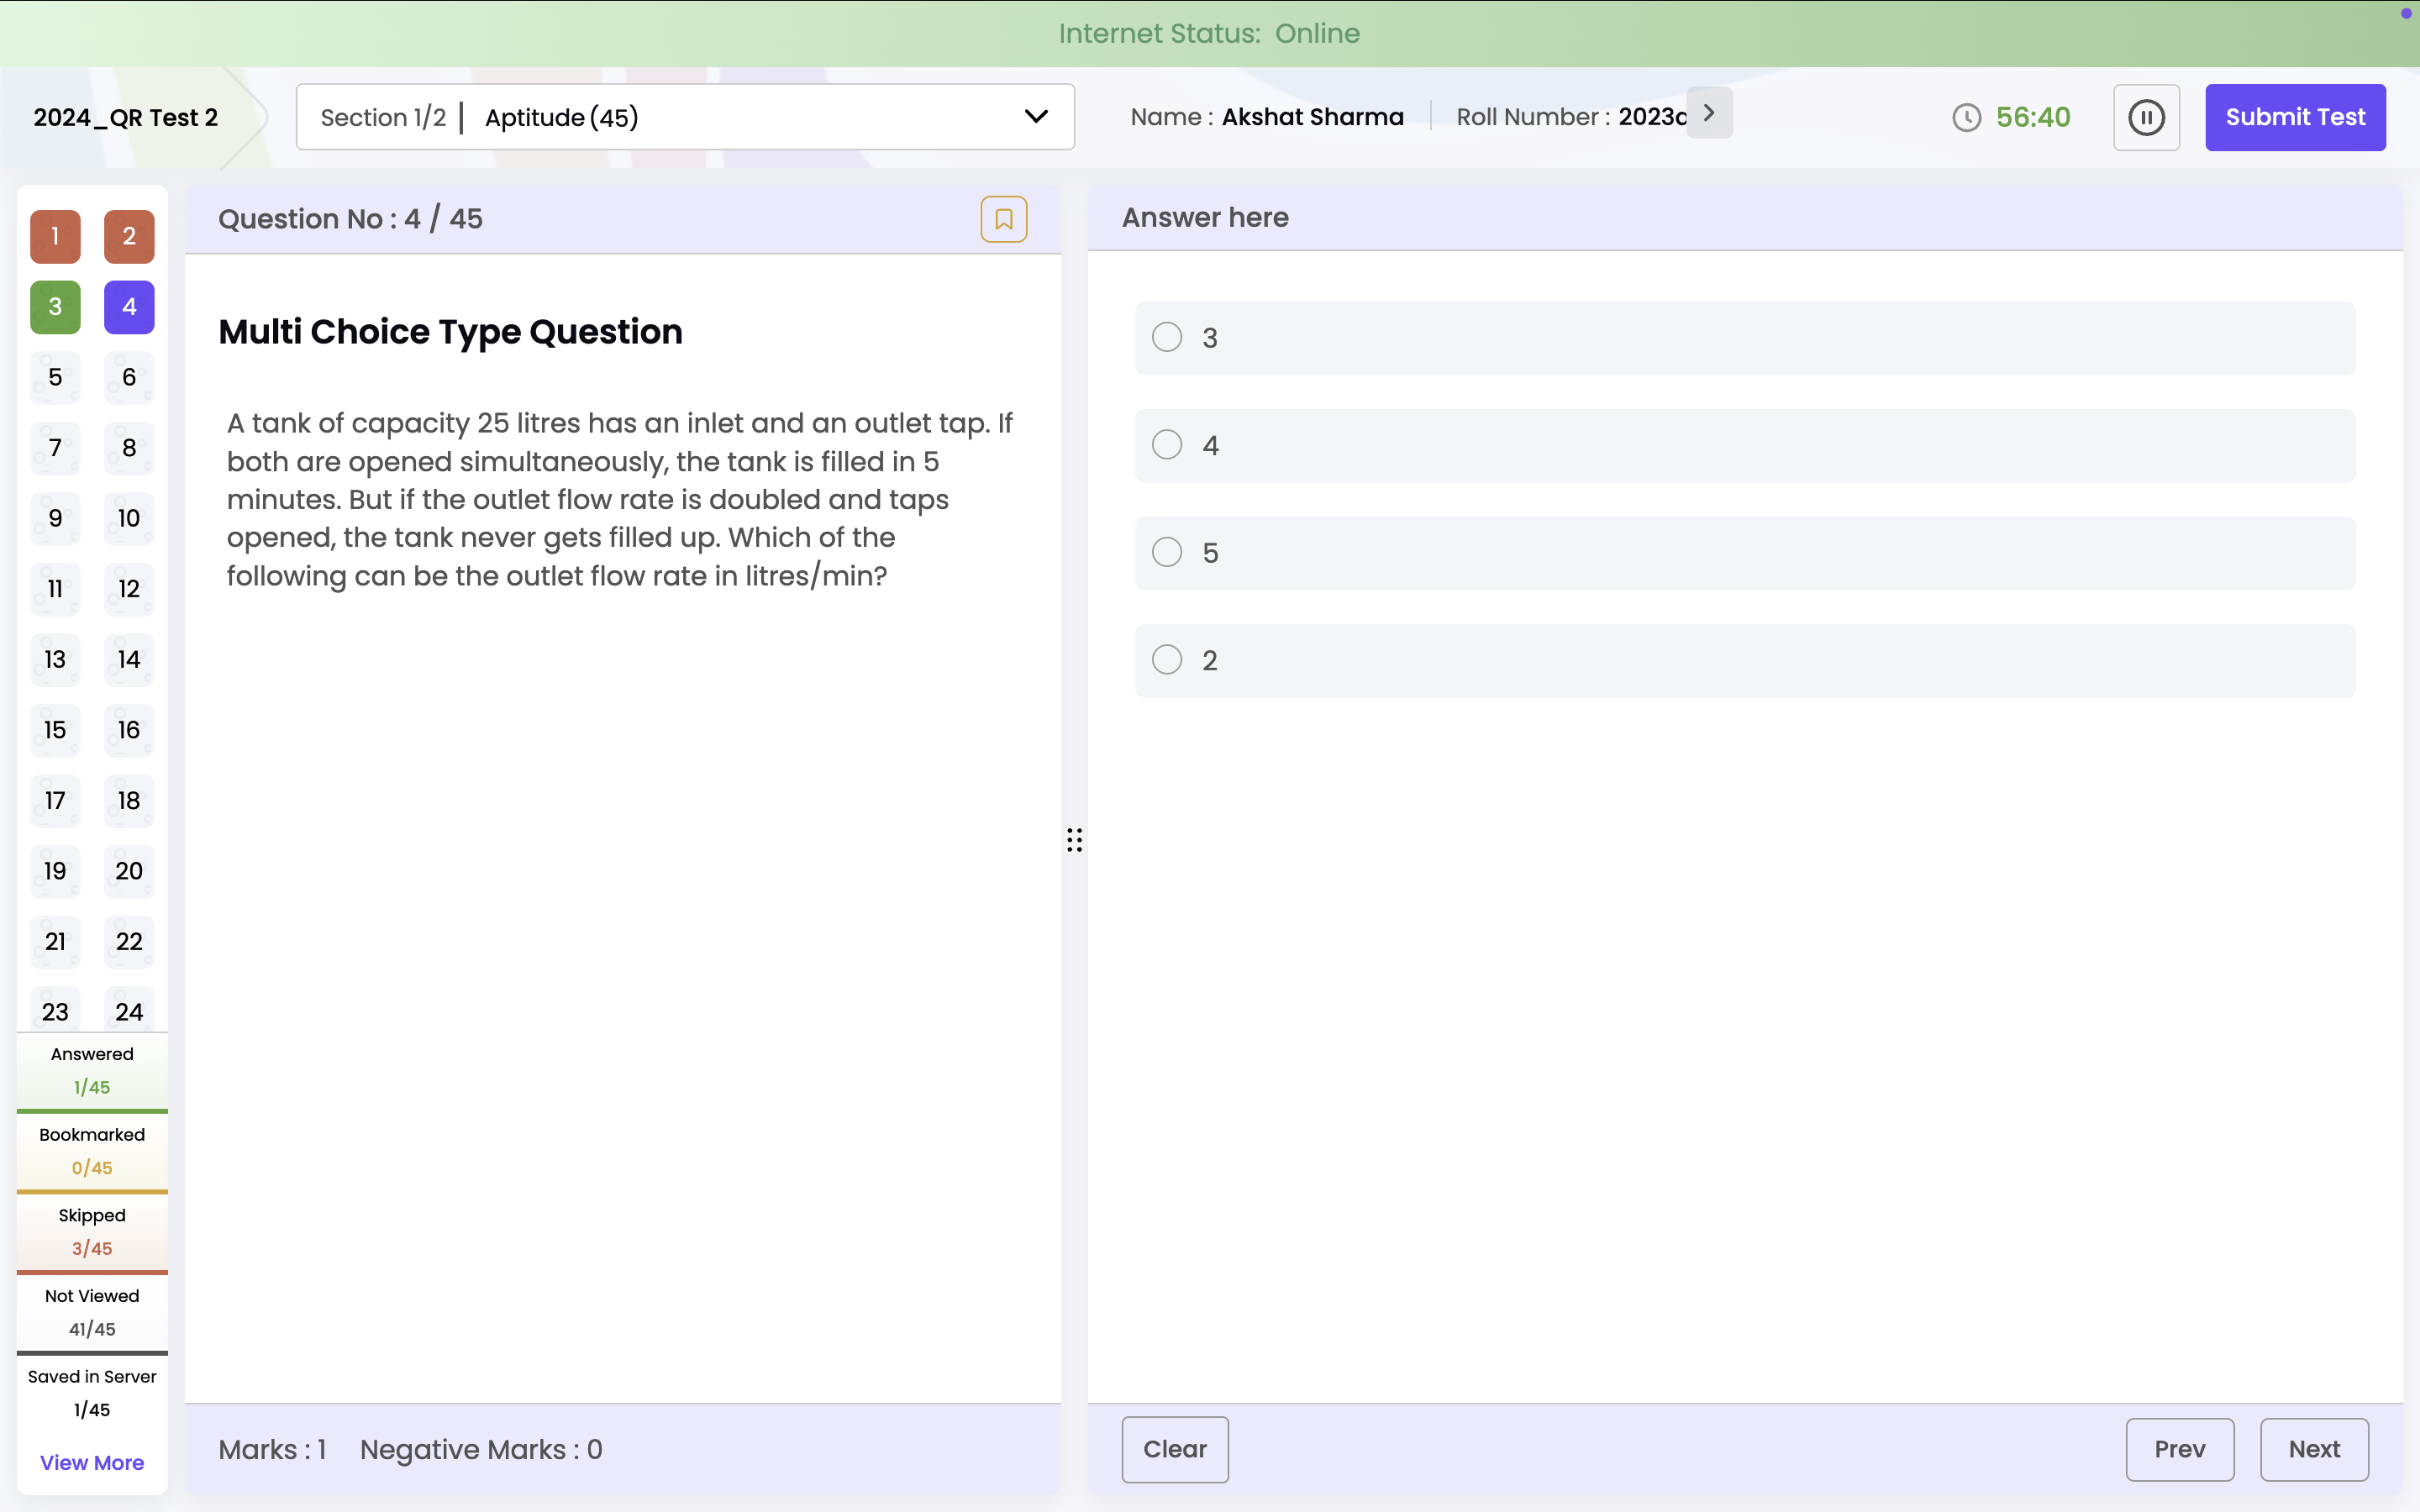 Internet Status: Online
2024_QR Test 2
Section 1/2 | Aptitude (45)
Name : Akshat Sharma
Roll Number :
56:40
Submit Test
1 2
3 4
5 6
7 8
9 10
11 12
13 14
15 16
17 18
19 20
21 22
23 24
Answered
1/45
Bookmarked
0/45
Skipped
3/45
Not Viewed
41/45
Saved in Server
1/45
View More
Question No : 4 / 45
Multi Choice Type Question
A tank of capacity 25 litres has an inlet and an outlet tap. If
both are opened simultaneously, the tank is filled in 5
minutes. But if the outlet flow rate is doubled and taps
opened, the tank never gets filled up. Which of the
following can be the outlet flow rate in litres/min?
Marks : 1 Negative Marks : 0
Answer here
3
4
5
2
Clear
Prev
Next